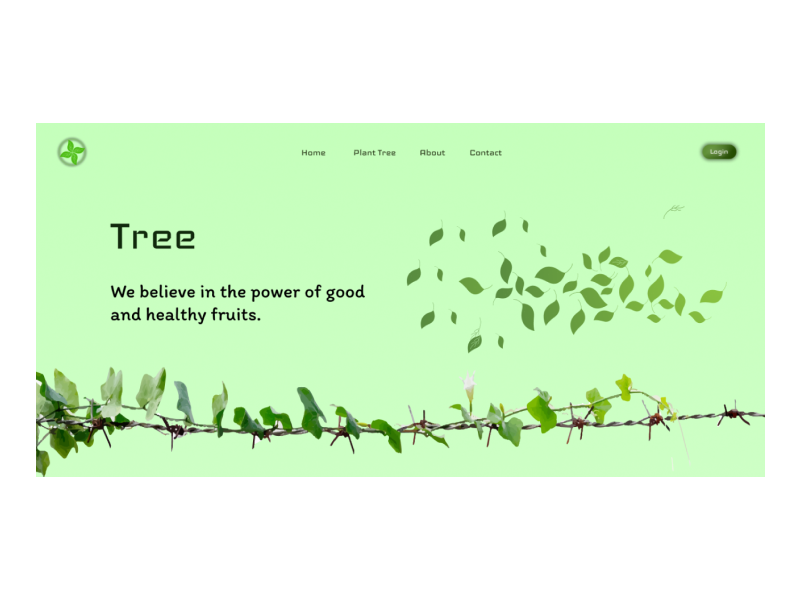 Home Plant Tree About Contact Login
Tree
We believe in the power of good
and healthy fruits.